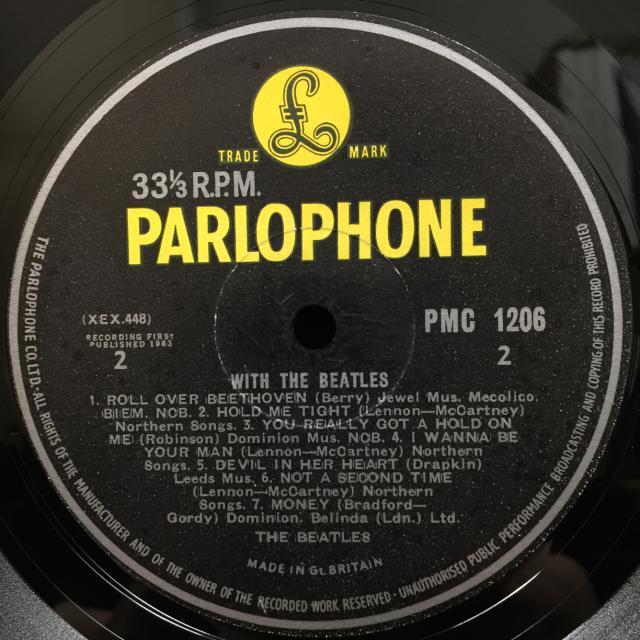 £
TRADE MARK
33⅓ R.P.M.
PARLOPHONE
(XEX.448)
PMC 1206
RECORDING FIRST
PUBLISHED 1963
2
2
WITH THE BEATLES
1. ROLL OVER BEETHOVEN (Berry) Jewel Mus. Mecolico.
BIEM. NCB. 2. HOLD ME TIGHT (Lennon—McCartney)
Northern Songs. 3. YOU REALLY GOT A HOLD ON
ME (Robinson) Dominion Mus. NCB. 4. I WANNA BE
YOUR MAN (Lennon—McCartney) Northern
Songs. 5. DEVIL IN HER HEART (Drapkin)
Leeds Mus. 6. NOT A SECOND TIME
(Lennon—McCartney) Northern
Songs. 7. MONEY (Bradford—
Gordy) Dominion, Belinda (Ldn.) Ltd.
THE BEATLES
MADE IN Gt. BRITAIN
THE PARLOPHONE CO. LTD · ALL RIGHTS OF THE MANUFACTURER AND OF THE OWNER OF THE RECORDED WORK RESERVED · UNAUTHORISED PUBLIC PERFORMANCE BROADCASTING AND COPYING OF THIS RECORD PROHIBITED